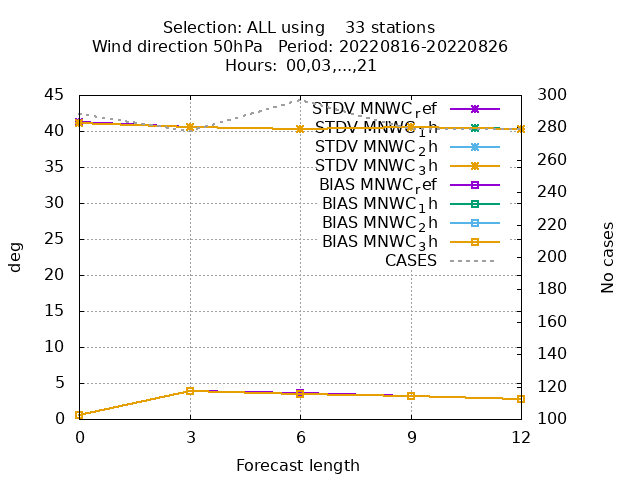 Selection: ALL using    33 stations
Wind direction 50hPa   Period: 20220816-20220826
Hours: 00,03,...,21
STDV MNWC_ref
STDV MNWC_1h
STDV MNWC_2h
STDV MNWC_3h
BIAS MNWC_ref
BIAS MNWC_1h
BIAS MNWC_2h
BIAS MNWC_3h
CASES
deg
45
40
35
30
25
20
15
10
5
0
No cases
300
280
260
240
220
200
180
160
140
120
100
0 3 6 9 12
Forecast length